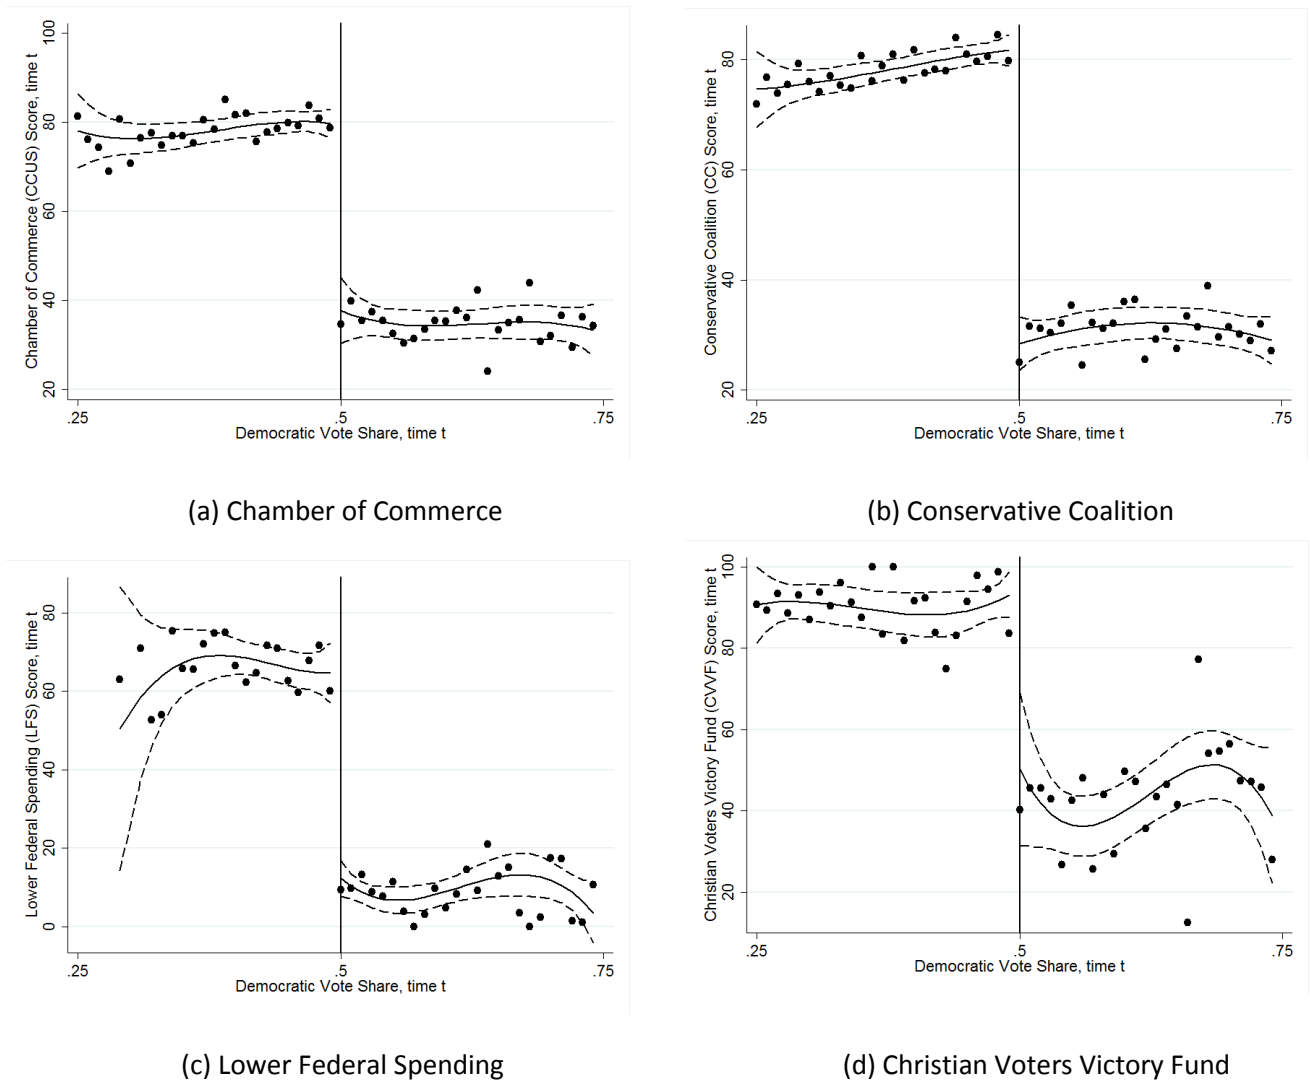 Chamber of Commerce (CCUS) Score, time t
100
80
60
40
20
.25
.5
.75
Democratic Vote Share, time t
(a) Chamber of Commerce
Conservative Coalition (CC) Score, time t
80
60
40
20
.25
.5
.75
Democratic Vote Share, time t
(b) Conservative Coalition
Lower Federal Spending (LFS) Score, time t
80
60
40
20
0
.25
.5
.75
Democratic Vote Share, time t
(c) Lower Federal Spending
Christian Voters Victory Fund (CVVF) Score, time t
100
80
60
40
20
.25
.5
.75
Democratic Vote Share, time t
(d) Christian Voters Victory Fund